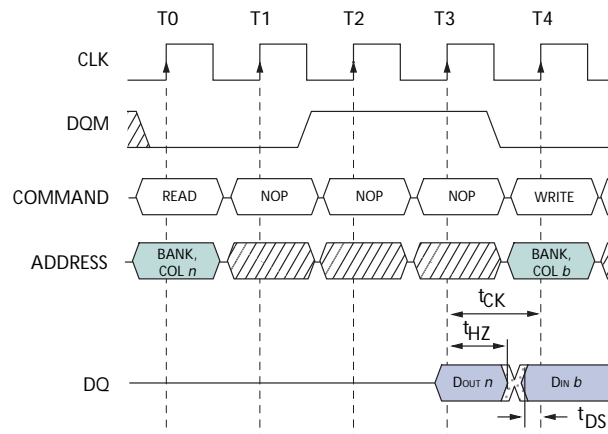 T0 T1 T2 T3 T4
CLK
DQM
COMMAND READ NOP NOP NOP WRITE
ADDRESS BANK, COL n BANK, COL b
tCK
tHZ
DQ DOUT n DIN b
tDS